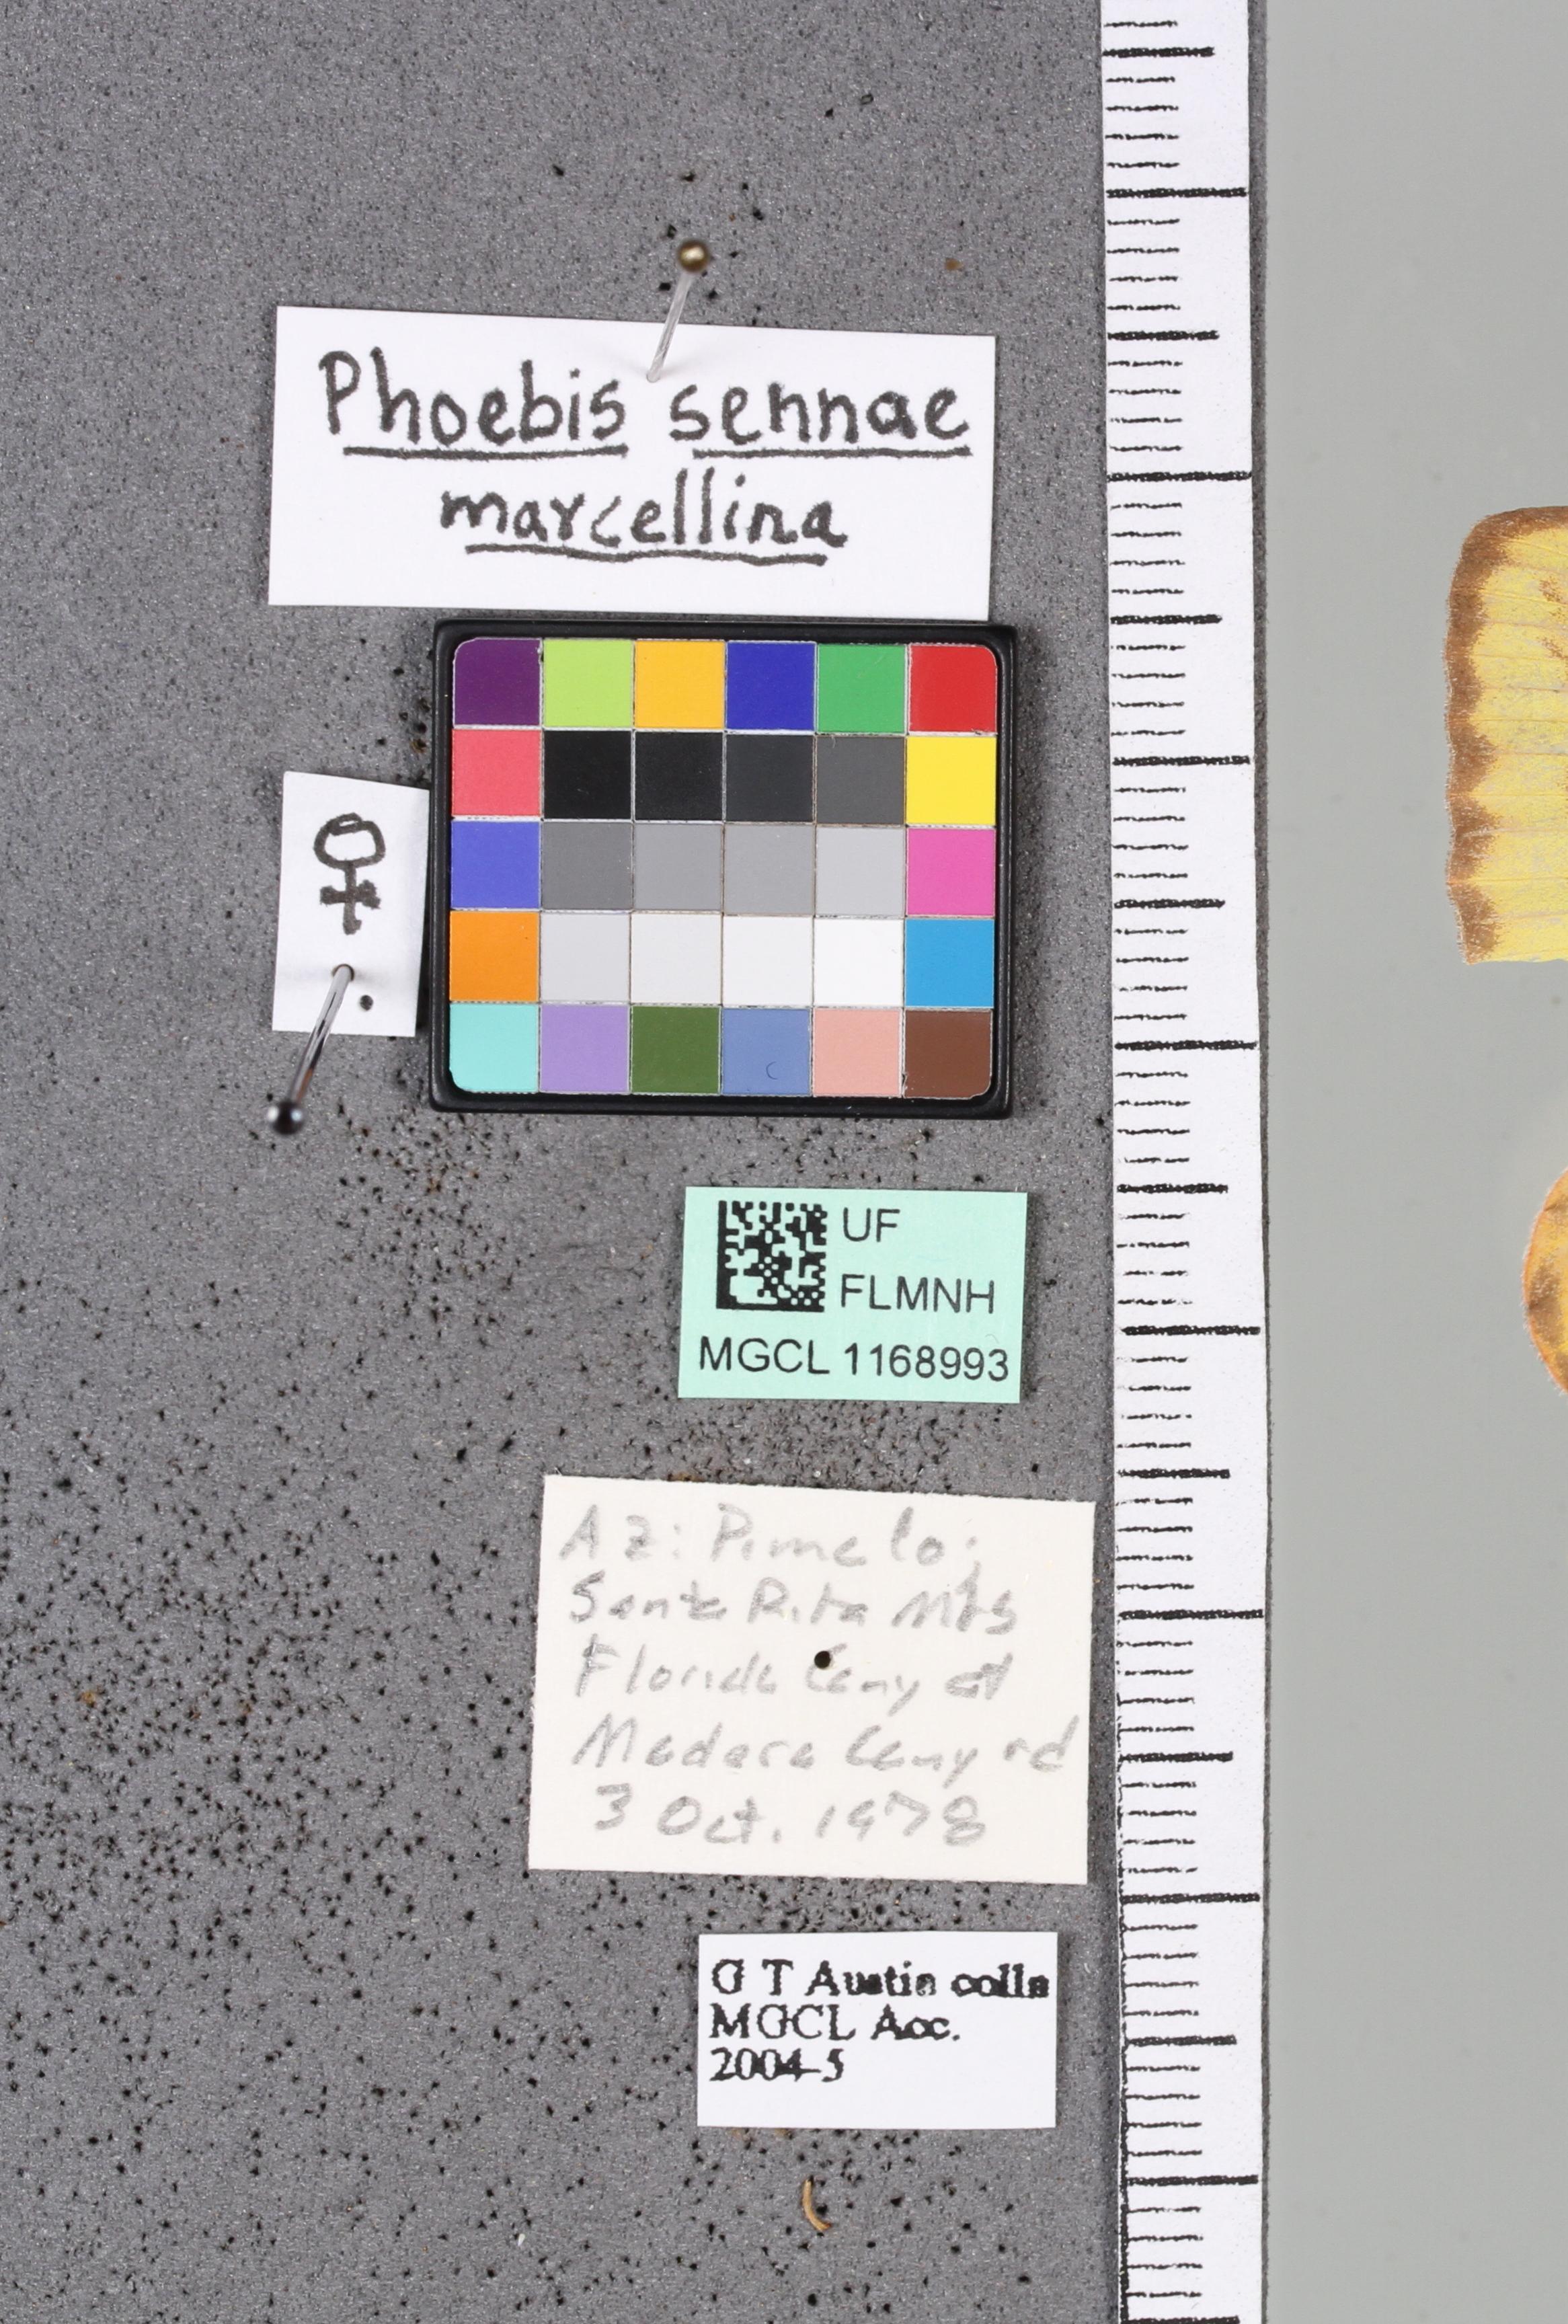 Phoebis sennae
marcellina
♀
UF
FLMNH
MGCL 1168993
AZ: Pima Co;
Santa Rita Mts
Florida Cany at
Madera Cany rd
3 Oct. 1978
G T Austin colln
MGCL Acc.
2004-5